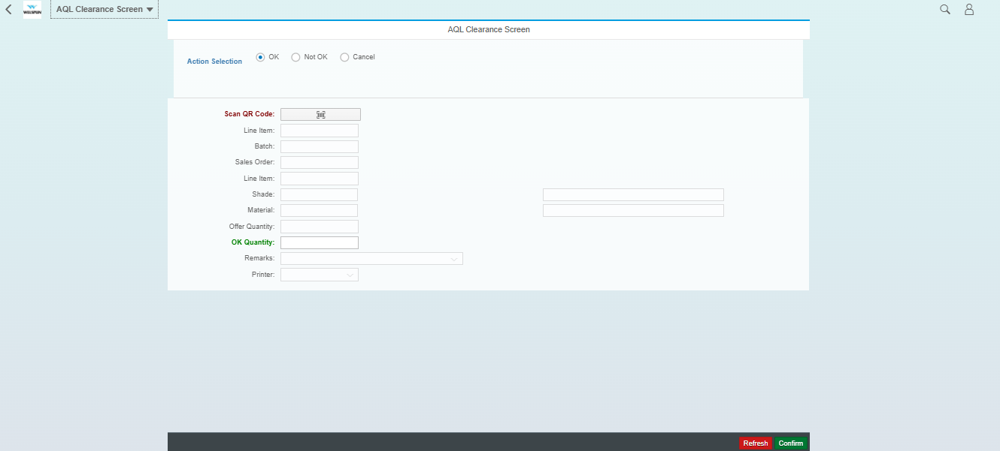 WELSPUN
AQL Clearance Screen
AQL Clearance Screen
Action Selection
OK
Not OK
Cancel
Scan QR Code:
Line Item:
Batch:
Sales Order:
Line Item:
Shade:
Material:
Offer Quantity:
OK Quantity:
Remarks:
Printer:
Refresh
Confirm